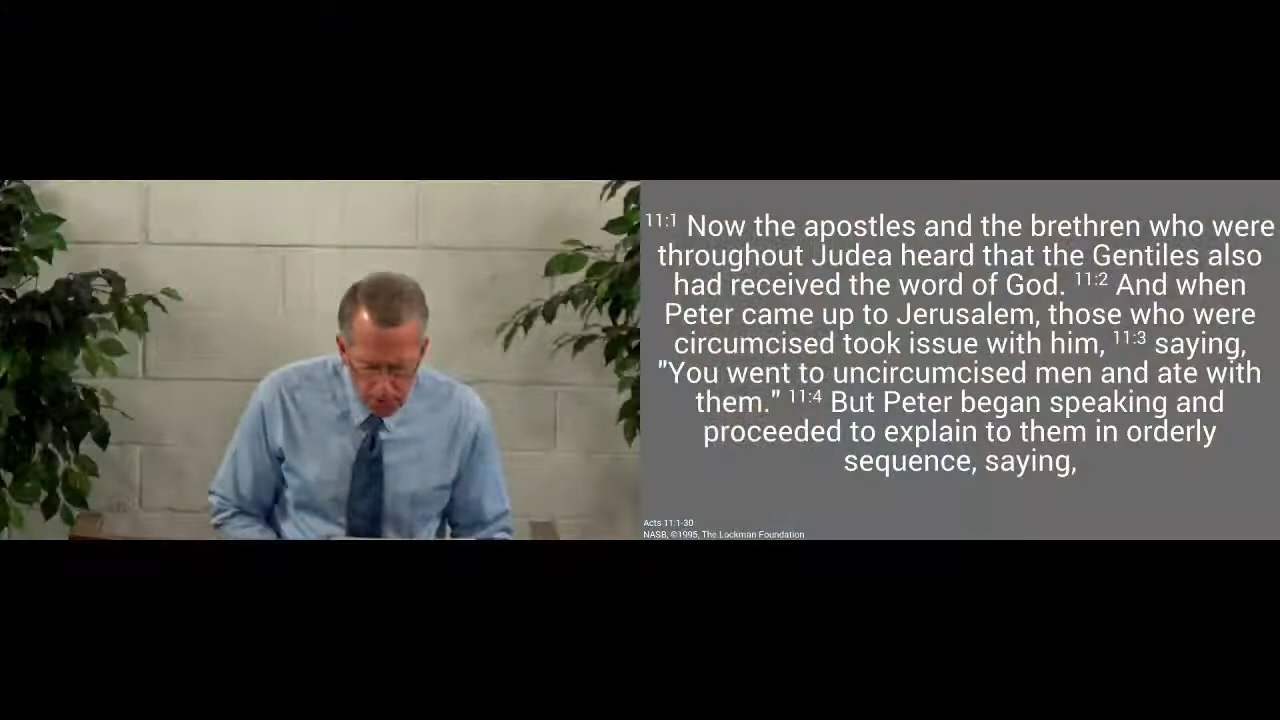 11:1 Now the apostles and the brethren who were
throughout Judea heard that the Gentiles also
had received the word of God. 11:2 And when
Peter came up to Jerusalem, those who were
circumcised took issue with him, 11:3 saying,
"You went to uncircumcised men and ate with
them." 11:4 But Peter began speaking and
proceeded to explain to them in orderly
sequence, saying,
Acts 11:1-30
NASB, ©1995, The Lockman Foundation